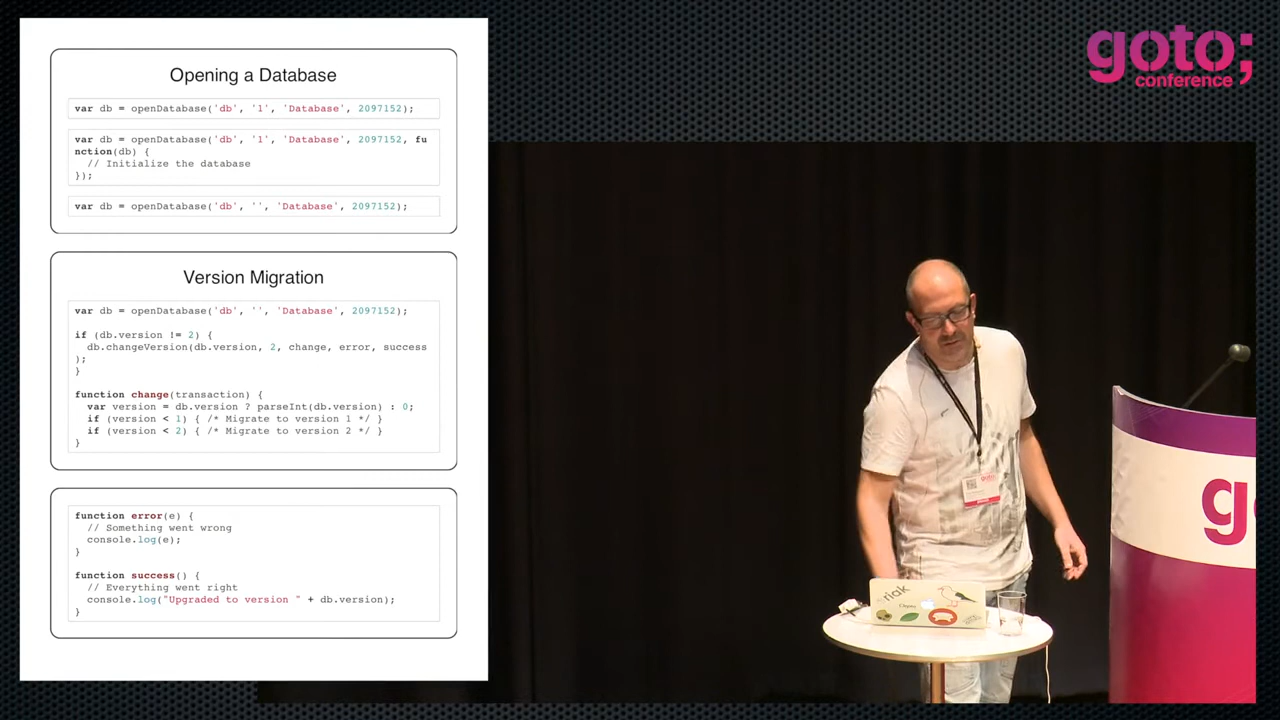 goto;
conference
Opening a Database
var db = openDatabase('db', '1', 'Database', 2097152);
var db = openDatabase('db', '1', 'Database', 2097152, fu
nction(db) {
// Initialize the database
});
var db = openDatabase('db', '', 'Database', 2097152);
Version Migration
var db = openDatabase('db', '', 'Database', 2097152);
if (db.version != 2) {
db.changeVersion(db.version, 2, change, error, success
);
}
function change(transaction) {
var version = db.version ? parseInt(db.version) : 0;
if (version < 1) { /* Migrate to version 1 */ }
if (version < 2) { /* Migrate to version 2 */ }
}
function error(e) {
// Something went wrong
console.log(e);
}
function success() {
// Everything went right
console.log("Upgraded to version " + db.version);
}
goto;
riak
g